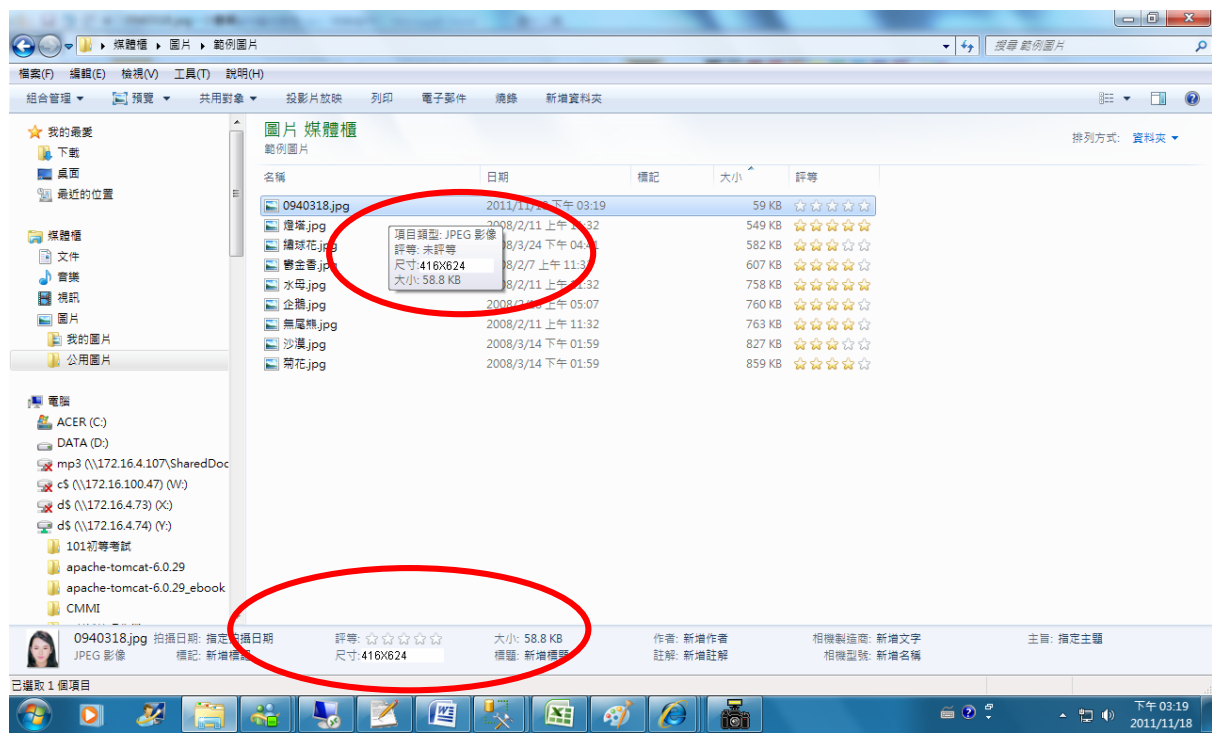 媒體櫃 ▸ 圖片 ▸ 範例圖片
搜尋 範例圖片
檔案(F) 編輯(E) 檢視(V) 工具(T) 說明(H)
組合管理 ▼ 預覽 ▼ 共用對象 ▼ 投影片放映 列印 電子郵件 燒錄 新增資料夾
我的最愛
下載
桌面
最近的位置
媒體櫃
文件
音樂
視訊
圖片
我的圖片
公用圖片
電腦
ACER (C:)
DATA (D:)
mp3 (\\172.16.4.107\SharedDoc
c$ (\\172.16.100.47) (W:)
d$ (\\172.16.4.73) (X:)
d$ (\\172.16.4.74) (Y:)
101初等考試
apache-tomcat-6.0.29
apache-tomcat-6.0.29_ebook
CMMI
圖片 媒體櫃
範例圖片
排列方式: 資料夾 ▼
名稱 日期 標記 大小 評等
0940318.jpg 2011/11/18 下午 03:19 59 KB
燈塔.jpg 2008/2/11 上午 11:32 549 KB
繡球花.jpg 2008/3/24 下午 04:41 582 KB
鬱金香.jpg 2008/2/7 上午 11:3 607 KB
水母.jpg 2008/2/11 上午 11:32 758 KB
企鵝.jpg 上午 05:07 760 KB
無尾熊.jpg 2008/2/11 上午 11:32 763 KB
沙漠.jpg 2008/3/14 下午 01:59 827 KB
菊花.jpg 2008/3/14 下午 01:59 859 KB
項目類型: JPEG 影像
評等: 未評等
尺寸:416X624
大小: 58.8 KB
0940318.jpg 拍攝日期: 指定拍攝日期 評等: 大小: 58.8 KB 作者: 新增作者 相機製造商: 新增文字 主旨: 指定主題
JPEG 影像 標記: 新增標記 尺寸:416X624 標題: 新增標題 註解: 新增註解 相機型號: 新增名稱
已選取 1 個項目
下午 03:19
2011/11/18